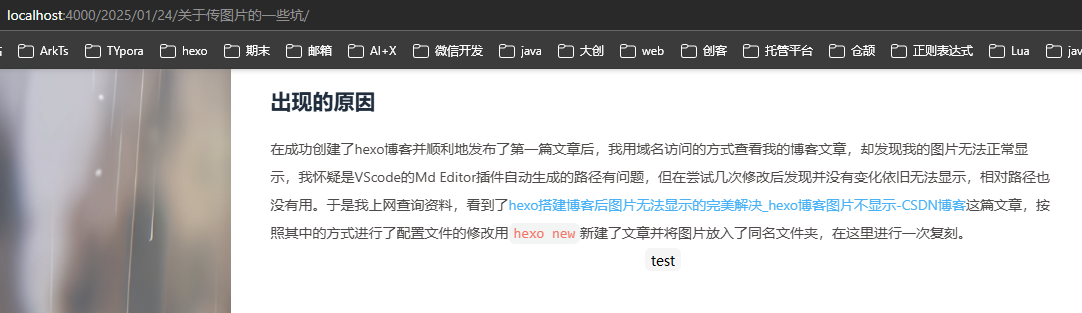 localhost:4000/2025/01/24/关于传图片的一些坑/
ArkTs TYpora hexo 期末 邮箱 AI+X 微信开发 java 大创 web 创客 托管平台 仓颉 正则表达式 Lua
出现的原因
在成功创建了hexo博客并顺利地发布了第一篇文章后，我用域名访问的方式查看我的博客文章，却发现我的图片无法正常显
示，我怀疑是VScode的Md Editor插件自动生成的路径有问题，但在尝试几次修改后发现并没有变化依旧无法显示，相对路径也
没有用。于是我上网查询资料，看到了hexo搭建博客后图片无法显示的完美解决_hexo博客图片不显示-CSDN博客这篇文章，按
照其中的方式进行了配置文件的修改用 hexo new 新建了文章并将图片放入了同名文件夹，在这里进行一次复刻。
test